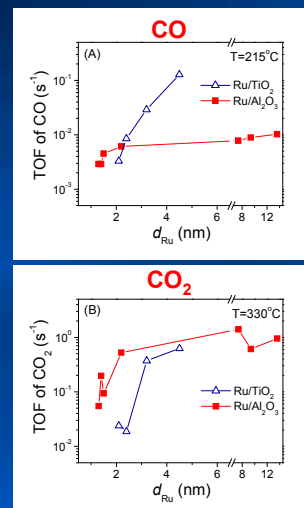 CO
(A)
T=215°C
Ru/TiO₂
Ru/Al₂O₃
TOF of CO (s⁻¹)
10⁻¹
10⁻²
10⁻³
2 4 6 8 10 12
d_Ru (nm)
CO₂
(B)
T=330°C
Ru/TiO₂
Ru/Al₂O₃
TOF of CO₂ (s⁻¹)
10⁰
10⁻¹
10⁻²
2 4 6 8 10 12
d_Ru (nm)